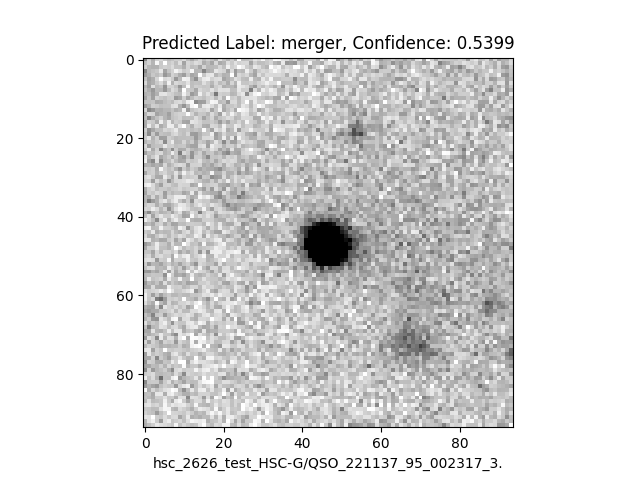 Predicted Label: merger, Confidence: 0.5399
0
20
40
60
80
0 20 40 60 80
hsc_2626_test_HSC-G/QSO_221137_95_002317_3.